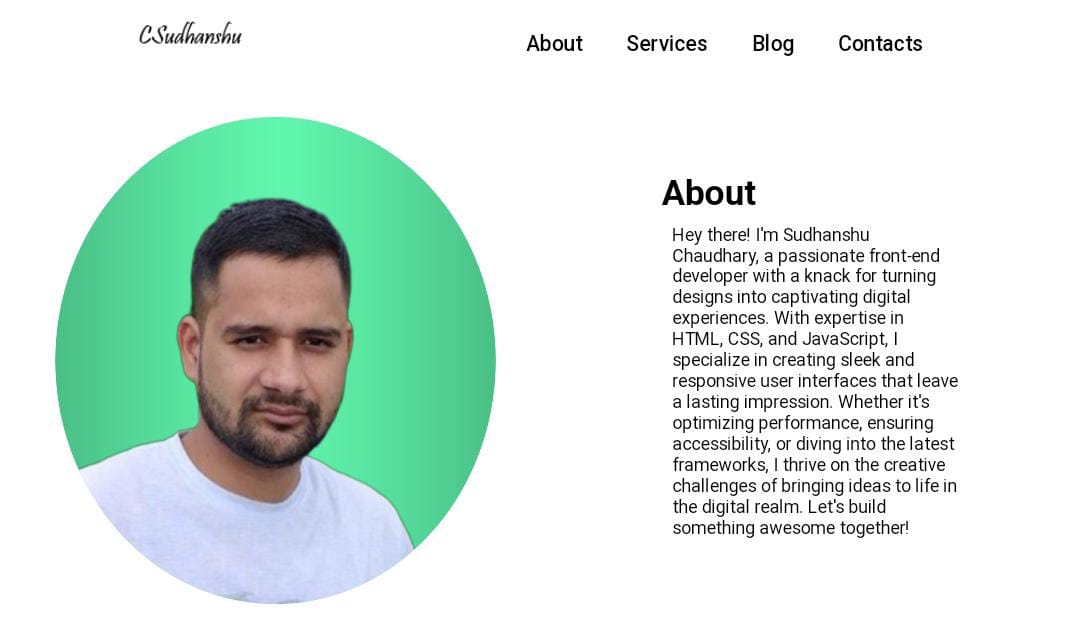 CSudhanshu
About Services Blog Contacts
About
Hey there! I'm Sudhanshu
Chaudhary, a passionate front-end
developer with a knack for turning
designs into captivating digital
experiences. With expertise in
HTML, CSS, and JavaScript, I
specialize in creating sleek and
responsive user interfaces that leave
a lasting impression. Whether it's
optimizing performance, ensuring
accessibility, or diving into the latest
frameworks, I thrive on the creative
challenges of bringing ideas to life in
the digital realm. Let's build
something awesome together!